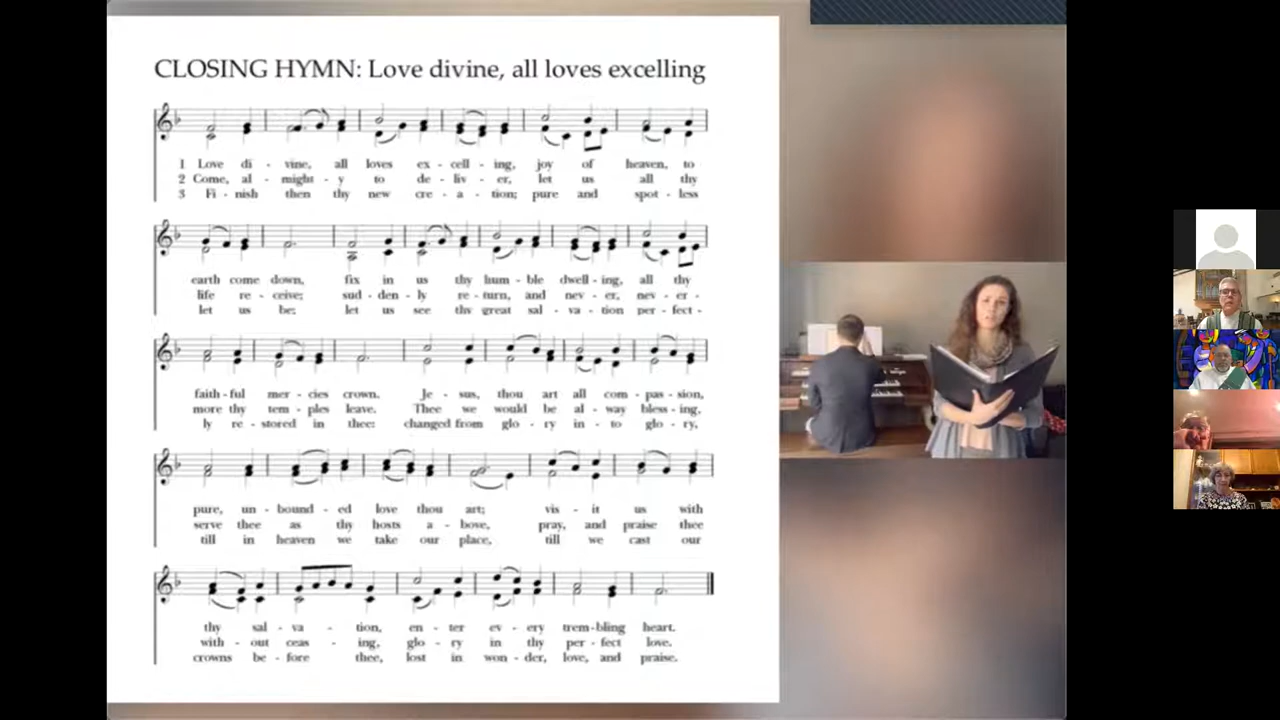 CLOSING HYMN: Love divine, all loves excelling
1 Love di - vine, all loves ex - cell - ing, joy of heaven, to
2 Come, al - might - y to de - liv - er, let us all thy
3 Fi - nish then thy new cre - a - tion; pure and spot - less
earth come down, fix in us thy hum - ble dwell - ing, all thy
life re - ceive; sud - den - ly re - turn, and nev - er, nev - er -
let us be; let us see thy great sal - va - tion per - fect -
faith - ful mer - cies crown. Je - sus, thou art all com - pas - sion,
more thy tem - ples leave. Thee we would be al - way bless - ing,
ly re - stored in thee: changed from glo - ry in - to glo - ry,
pure, un - bound - ed love thou art; vis - it us with
serve thee as thy hosts a - bove, pray, and praise thee
till in heaven we take our place, till we cast our
thy sal - va - tion, en - ter ev - ery trem - bling heart.
with - out ceas - ing, glo - ry in thy per - fect love.
crowns be - fore thee, lost in won - der, love, and praise.